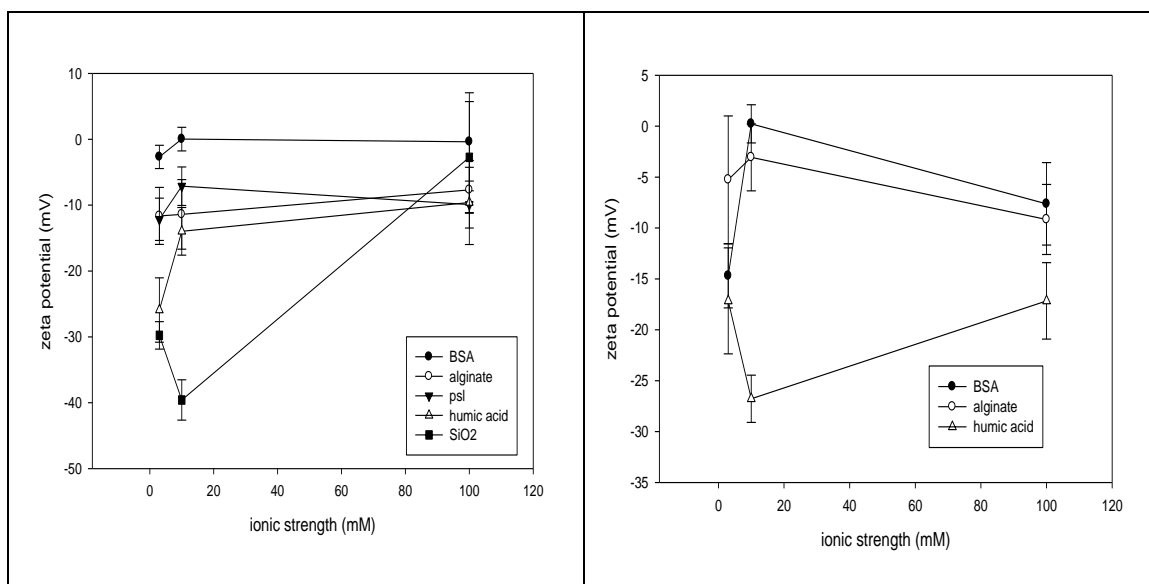 10
0
-10
-20
-30
-40
-50
zeta potential (mV)
BSA
alginate
psl
humic acid
SiO2
0 20 40 60 80 100 120
ionic strength (mM)
5
0
-5
-10
-15
-20
-25
-30
-35
zeta potential (mV)
BSA
alginate
humic acid
0 20 40 60 80 100 120
ionic strength (mM)